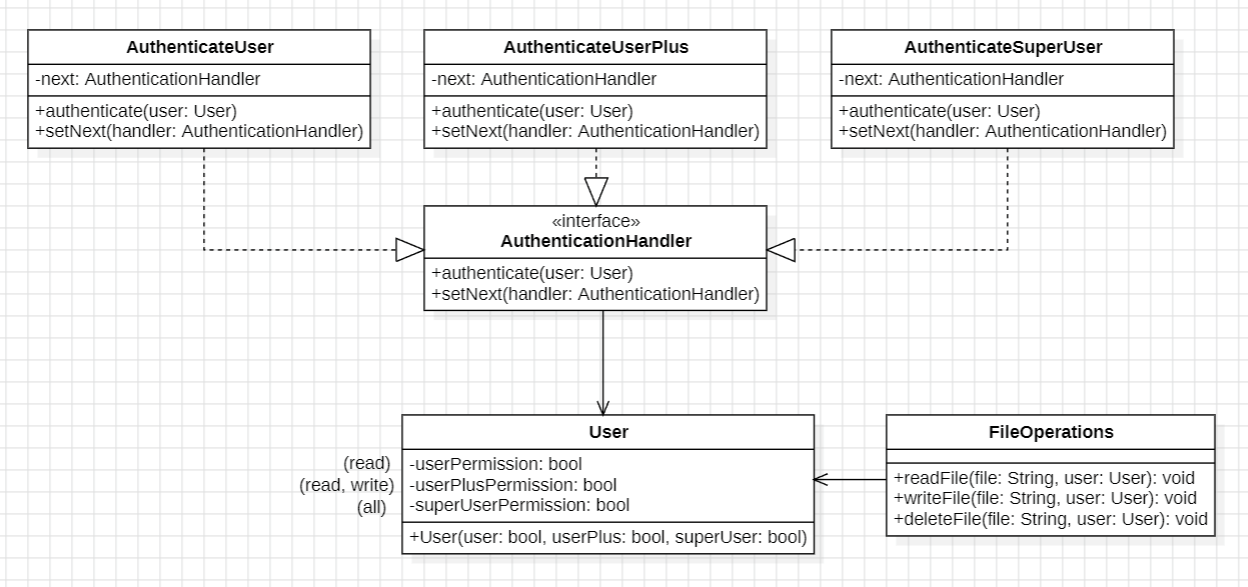 AuthenticateUser
-next: AuthenticationHandler
+authenticate(user: User)
+setNext(handler: AuthenticationHandler)
AuthenticateUserPlus
-next: AuthenticationHandler
+authenticate(user: User)
+setNext(handler: AuthenticationHandler)
AuthenticateSuperUser
-next: AuthenticationHandler
+authenticate(user: User)
+setNext(handler: AuthenticationHandler)
«interface»
AuthenticationHandler
+authenticate(user: User)
+setNext(handler: AuthenticationHandler)
(read)
(read, write)
(all)
User
-userPermission: bool
-userPlusPermission: bool
-superUserPermission: bool
+User(user: bool, userPlus: bool, superUser: bool)
FileOperations
+readFile(file: String, user: User): void
+writeFile(file: String, user: User): void
+deleteFile(file: String, user: User): void